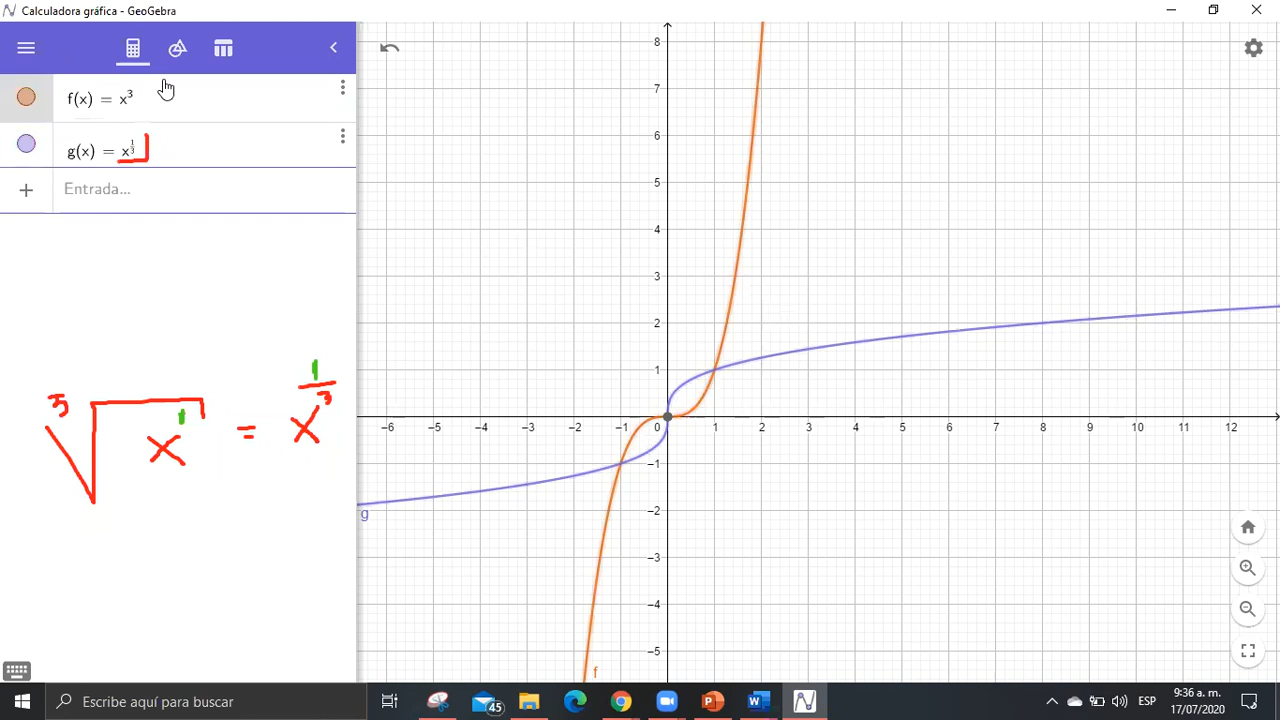 Calculadora gráfica - GeoGebra
f(x) = x³
g(x) = x^(1/3)
Entrada...
∛x¹ = x^(1/3)
8
7
6
5
4
3
2
1
−6 −5 −4 −3 −2 −1 0 1 2 3 4 5 6 7 8 9 10 11 12
−1
−2
−3
−4
−5
g
f
Escribe aquí para buscar
45
ESP
9:36 a. m.
17/07/2020